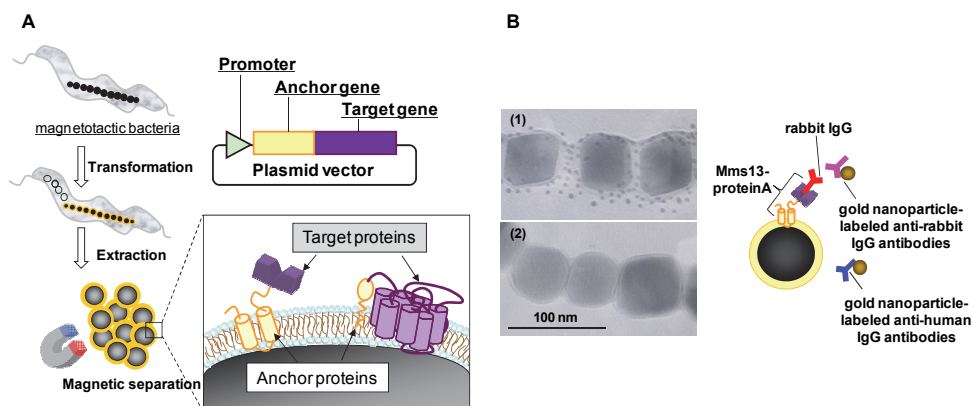 A
B
Promoter
Anchor gene
Target gene
Plasmid vector
magnetotactic bacteria
Transformation
Extraction
Magnetic separation
Target proteins
Anchor proteins
(1)
(2)
100 nm
rabbit IgG
Mms13-
proteinA
gold nanoparticle-
labeled anti-rabbit
IgG antibodies
gold nanoparticle-
labeled anti-human
IgG antibodies